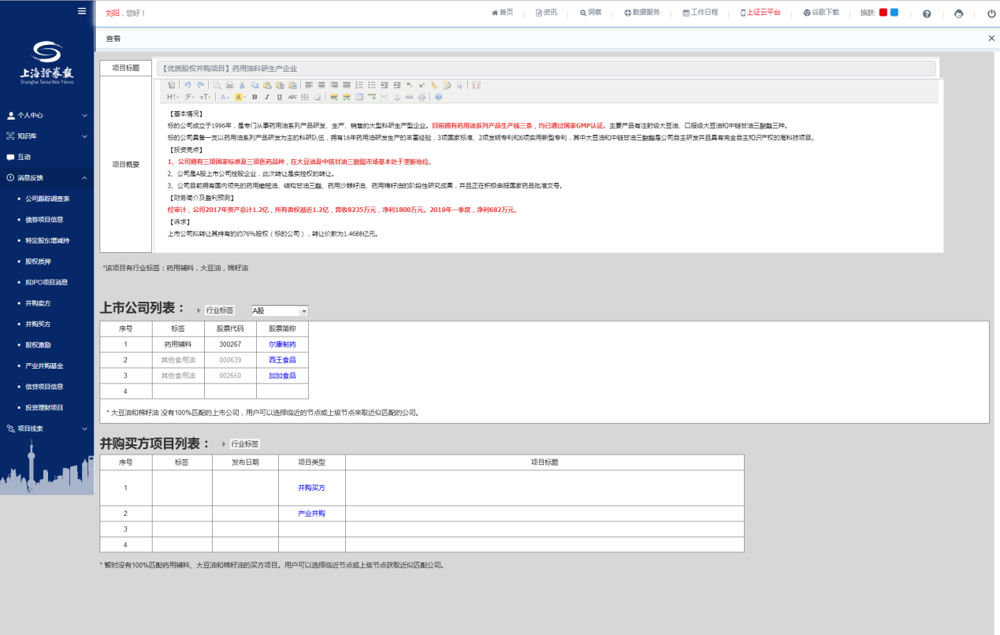 刘阳，您好！
首页
资讯
洞察
数据服务
工作日程
上证云平台
谷歌下载
换肤:
查看
上海證券報
Shanghai Securities News
个人中心
知识库
互动
消息反馈
公司跟踪调查表
债券项目信息
特定股东增减持
股权质押
拟IPO项目消息
并购卖方
并购买方
股权激励
产业并购基金
信贷项目信息
投资理财项目
项目线索
项目标题
【优质股权并购项目】药用油科研生产企业
项目概要
【基本情况】
标的公司成立于1996年，是专门从事药用油系列产品研发、生产、销售的大型科研生产型企业。目前拥有药用油系列产品生产线三条，均已通过国家GMP认证。主要产品有注射级大豆油、口服级大豆油和中链甘油三酸酯三种。
标的公司具备一支以药用油系列产品研发为主的科研队伍，拥有16年药用油研发生产的丰富经验，3项国家标准、2项发明专利和6项实用新型专利，其中大豆油和中链甘油三酸酯是公司自主研发并且具有完全自主知识产权的高科技项目。
【投资亮点】
1、公司拥有三项国家标准及三项医药品种，在大豆油及中链甘油三酸酯市场基本处于垄断地位。
2、公司是A股上市公司控股企业，此次转让是实控权的转让。
3、公司目前拥有国内领先的药用橄榄油、结构甘油三酯、药用沙棘籽油、药用棉籽油的阶段性研究成果，并且正在积极申报国家药品批准文号。
【财务简介及盈利预测】
经审计，公司2017年资产总计1.2亿，所有者权益近1.2亿，营收8235万元，净利1800万元。2018年一季度，净利682万元。
【诉求】
上市公司拟转让其持有的约76%股权（标的公司），转让价款为1.4688亿元。
*该项目有行业标签：药用辅料，大豆油，棉籽油
上市公司列表： 行业标签 A股
序号 标签 股票代码 股票简称
1 药用辅料 300267 尔康制药
2 其他食用油 000639 西王食品
3 其他食用油 002650 加加食品
4
* 大豆油和棉籽油 没有100%匹配的上市公司，用户可以选择临近的节点或上级节点来取近似匹配的公司。
并购买方项目列表： 行业标签
序号 标签 发布日期 项目类型 项目标题
1 并购买方
2 产业并购
3
4
* 暂时没有100%匹配药用辅料、大豆油和棉籽油的买方项目。用户可以选择临近节点或上级节点获取近似匹配公司。